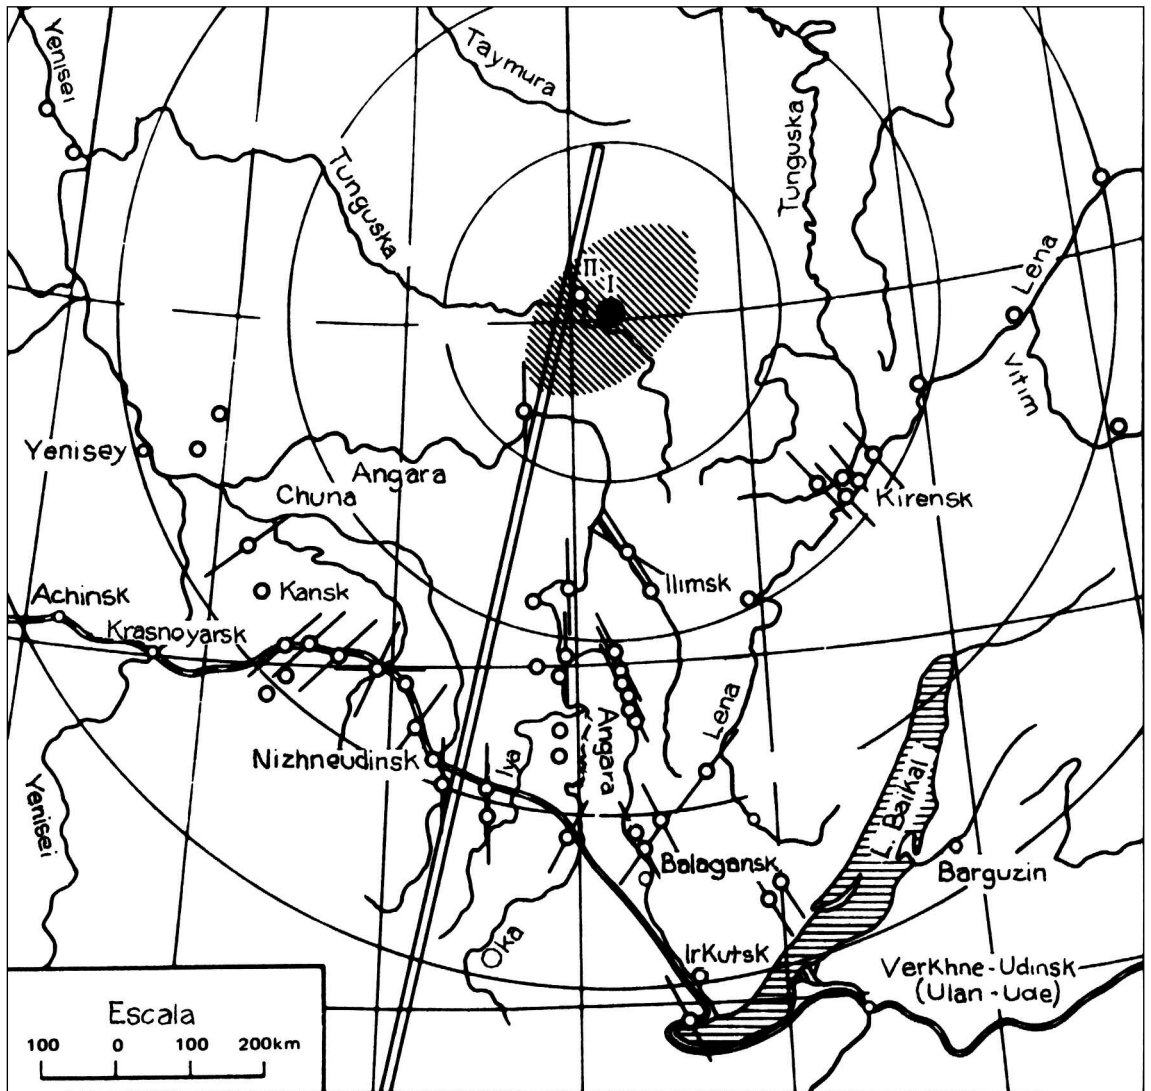 Yenisei
Taymura
Tunguska
Tunguska
II
I
Lena
Vitim
Yenisey
Angara
Chuna
Kirensk
Achinsk
Kansk
Ilimsk
Krasnoyarsk
Lena
Angara
Nizhneudinsk
Iya
L. Baikal
Yenisei
Balagansk
Barguzin
Oka
Irkutsk
Verkhne-Udinsk
(Ulan-Ude)
Escala
100 0 100 200km